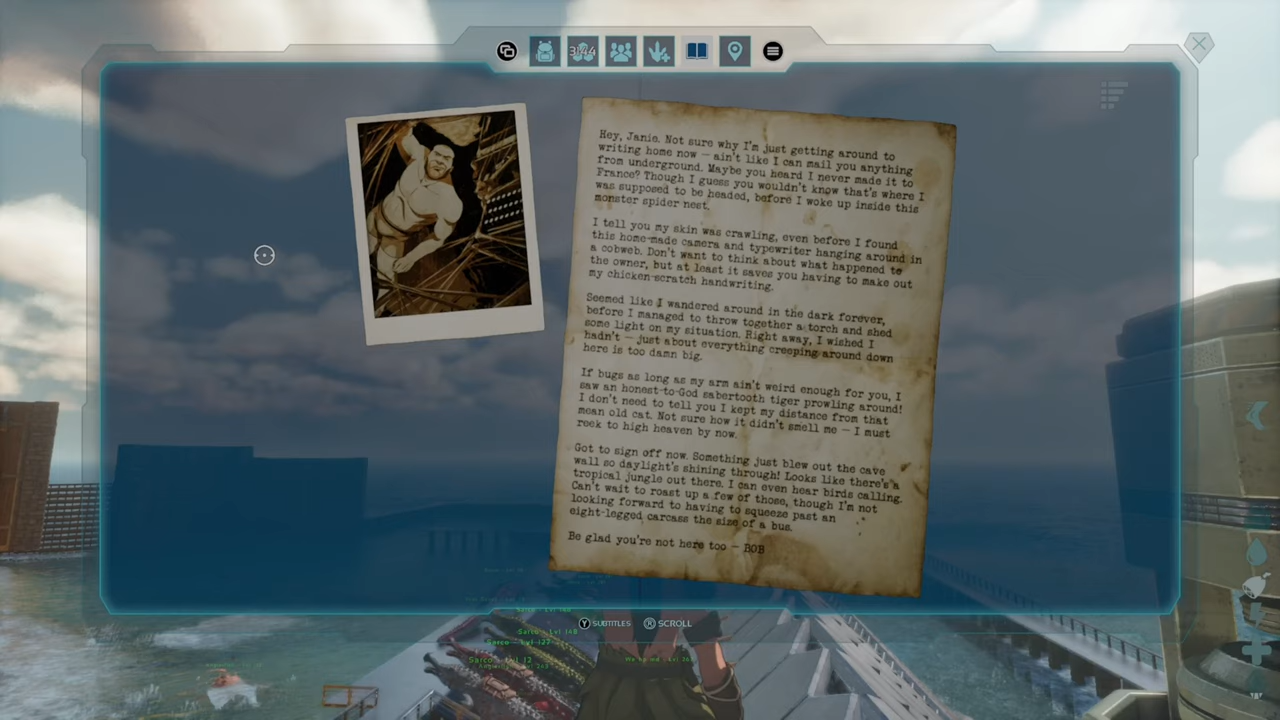 3:44
Hey, Janie. Not sure why I'm just getting around to
writing home now — ain't like I can mail you anything
from underground. Maybe you heard I never made it to
France? Though I guess you wouldn't know that's where I
was supposed to be headed, before I woke up inside this
monster spider nest.
I tell you my skin was crawling, even before I found
this home-made camera and typewriter hanging around in
a cobweb. Don't want to think about what happened to
the owner, but at least it saves you having to make out
my chicken-scratch handwriting.
Seemed like I wandered around in the dark forever,
before I managed to throw together a torch and shed
some light on my situation. Right away, I wished I
hadn't — just about everything creeping around down
here is too damn big.
If bugs as long as my arm ain't weird enough for you, I
saw an honest-to-God sabertooth tiger prowling around!
I don't need to tell you I kept my distance from that
mean old cat. Not sure how it didn't smell me — I must
reek to high heaven by now.
Got to sign off now. Something just blew out the cave
wall so daylight's shining through! Looks like there's a
tropical jungle out there. I can even hear birds calling.
Can't wait to roast up a few of those, though I'm not
looking forward to having to squeeze past an
eight-legged carcass the size of a bus.
Be glad you're not here too — BOB
Y SUBTITLES R SCROLL
Sarco - Lvl 148
Sarco - Lvl 127
Sarco - Lvl 12